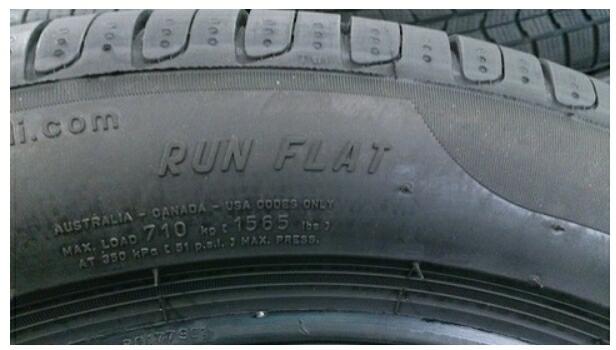 li.com
RUN FLAT
AUSTRALIA - CANADA - USA CODES ONLY
MAX. LOAD 710 kg ( 1565 lbs )
AT 350 kPa ( 51 p.s.i. ) MAX. PRESS.